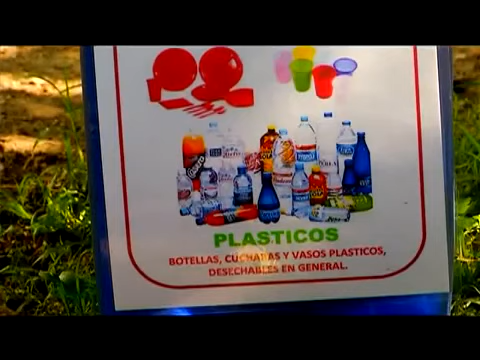 PLASTICOS
BOTELLAS, CUCHARAS Y VASOS PLASTICOS,
DESECHABLES EN GENERAL.